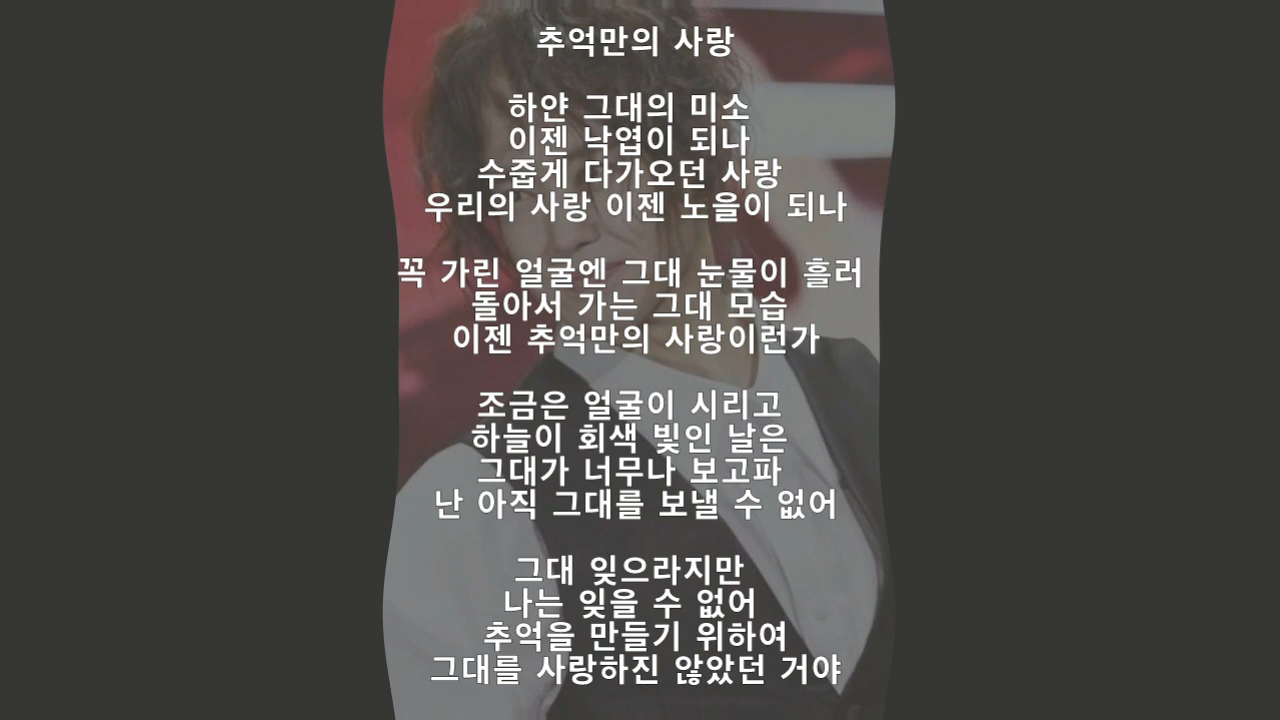 추억만의 사랑
하얀 그대의 미소
이젠 낙엽이 되나
수줍게 다가오던 사랑
우리의 사랑 이젠 노을이 되나
꼭 가린 얼굴엔 그대 눈물이 흘러
돌아서 가는 그대 모습
이젠 추억만의 사랑이런가
조금은 얼굴이 시리고
하늘이 회색 빛인 날은
그대가 너무나 보고파
난 아직 그대를 보낼 수 없어
그대 잊으라지만
나는 잊을 수 없어
추억을 만들기 위하여
그대를 사랑하진 않았던 거야